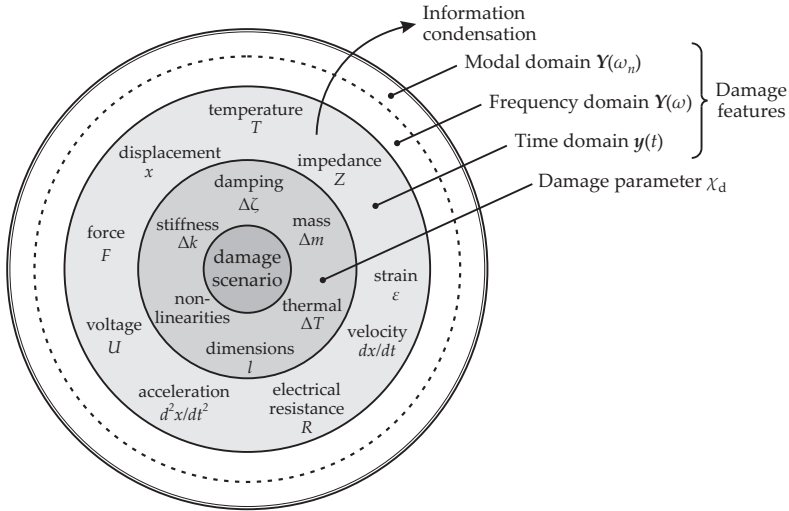 Information
condensation
Modal domain Y(ωₙ)
Frequency domain Y(ω)
Time domain y(t)
Damage
features
Damage parameter χ_d
temperature
T
displacement
x
impedance
Z
damping
Δζ
stiffness
Δk
mass
Δm
force
F
damage
scenario
strain
ε
non-
linearities
thermal
ΔT
voltage
U
velocity
dx/dt
dimensions
l
acceleration
d²x/dt²
electrical
resistance
R